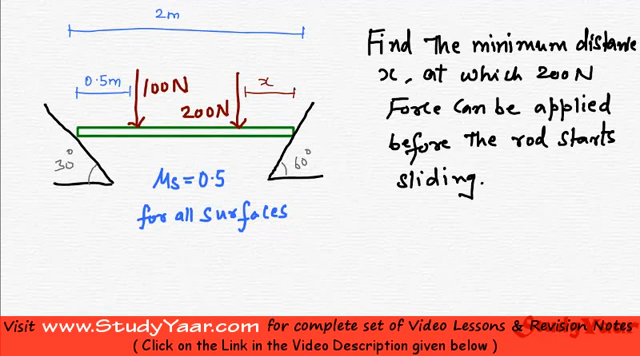 2m
0.5m
100N
x
200N
30°
60°
μs = 0.5
for all surfaces
Find The minimum distance
x, at which 200N
Force can be applied
before The rod starts
sliding.
StudyYaar
Visit www.StudyYaar.com for complete set of Video Lessons & Revision Notes
( Click on the Link in the Video Description given below )